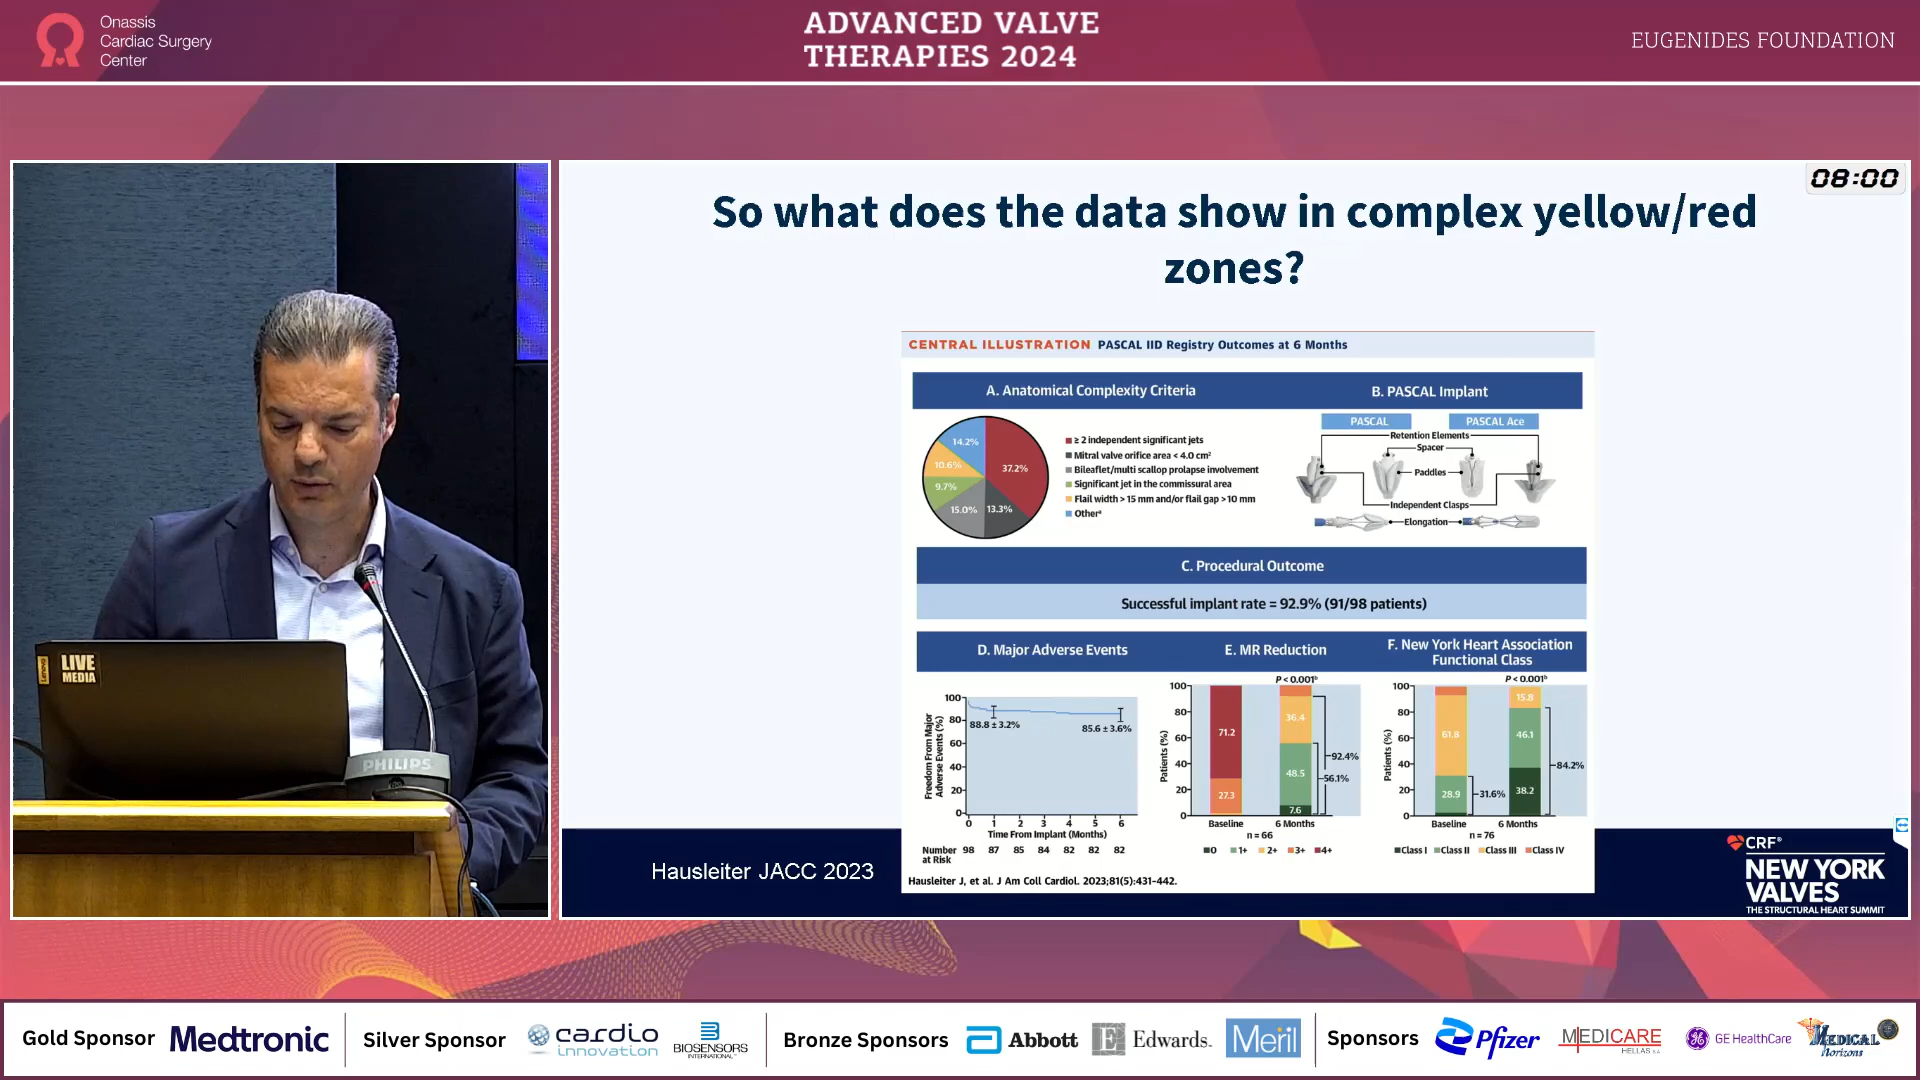 Onassis
Cardiac Surgery
Center
ADVANCED VALVE
THERAPIES 2024
EUGENIDES FOUNDATION
08:00
So what does the data show in complex yellow/red
zones?
CENTRAL ILLUSTRATION PASCAL IID Registry Outcomes at 6 Months
A. Anatomical Complexity Criteria
14.2%
10.6%
9.7%
15.0%
13.3%
37.2%
≥ 2 independent significant jets
Mitral valve orifice area < 4.0 cm²
Bileaflet/multi scallop prolapse involvement
Significant jet in the commissural area
Flail width > 15 mm and/or flail gap > 10 mm
Otherᵃ
B. PASCAL Implant
PASCAL
PASCAL Ace
Retention Elements
Spacer
Paddles
Independent Clasps
Elongation
C. Procedural Outcome
Successful implant rate = 92.9% (91/98 patients)
D. Major Adverse Events
Freedom From Major
Adverse Events (%)
100
80
60
40
20
0
88.8 ± 3.2%
85.6 ± 3.6%
0 1 2 3 4 5 6
Time From Implant (Months)
Number
at Risk
98 87 85 84 82 82 82
E. MR Reduction
P < 0.001ᵇ
Patients (%)
100
80
60
40
20
0
71.2
27.3
36.4
48.5
7.6
92.4%
56.1%
Baseline 6 Months
n = 66
0 1+ 2+ 3+ 4+
F. New York Heart Association
Functional Class
P < 0.001ᵇ
Patients (%)
100
80
60
40
20
0
61.8
28.9
31.6%
15.8
46.1
38.2
84.2%
Baseline 6 Months
n = 76
Class I Class II Class III Class IV
Hausleiter J, et al. J Am Coll Cardiol. 2023;81(5):431-442.
Hausleiter JACC 2023
CRF®
NEW YORK
VALVES
THE STRUCTURAL HEART SUMMIT
Lenovo
LIVE
MEDIA
PHILIPS
Gold Sponsor Medtronic
Silver Sponsor cardio
innovation
BIOSENSORS
INTERNATIONAL™
Bronze Sponsors Abbott
E Edwards.
Meril
Sponsors Pfizer
MEDICARE
HELLAS S.A.
GE HealthCare
MEDICAL
Horizons